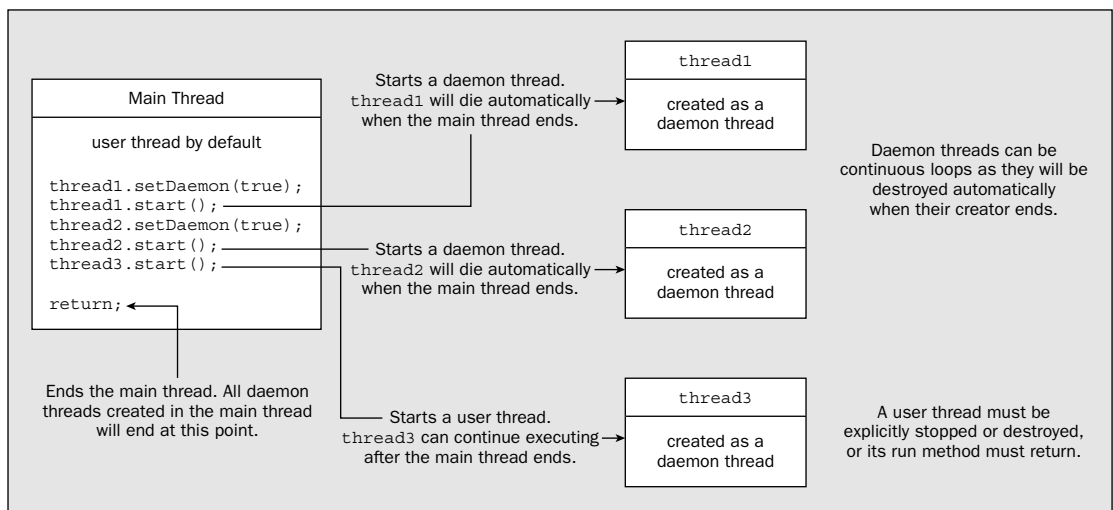 Main Thread
user thread by default
thread1.setDaemon(true);
thread1.start();
thread2.setDaemon(true);
thread2.start();
thread3.start();
return;
Ends the main thread. All daemon
threads created in the main thread
will end at this point.
Starts a daemon thread.
thread1 will die automatically
when the main thread ends.
thread1
created as a
daemon thread
Daemon threads can be
continuous loops as they will be
destroyed automatically
when their creator ends.
Starts a daemon thread.
thread2 will die automatically
when the main thread ends.
thread2
created as a
daemon thread
Starts a user thread.
thread3 can continue executing
after the main thread ends.
thread3
created as a
daemon thread
A user thread must be
explicitly stopped or destroyed,
or its run method must return.